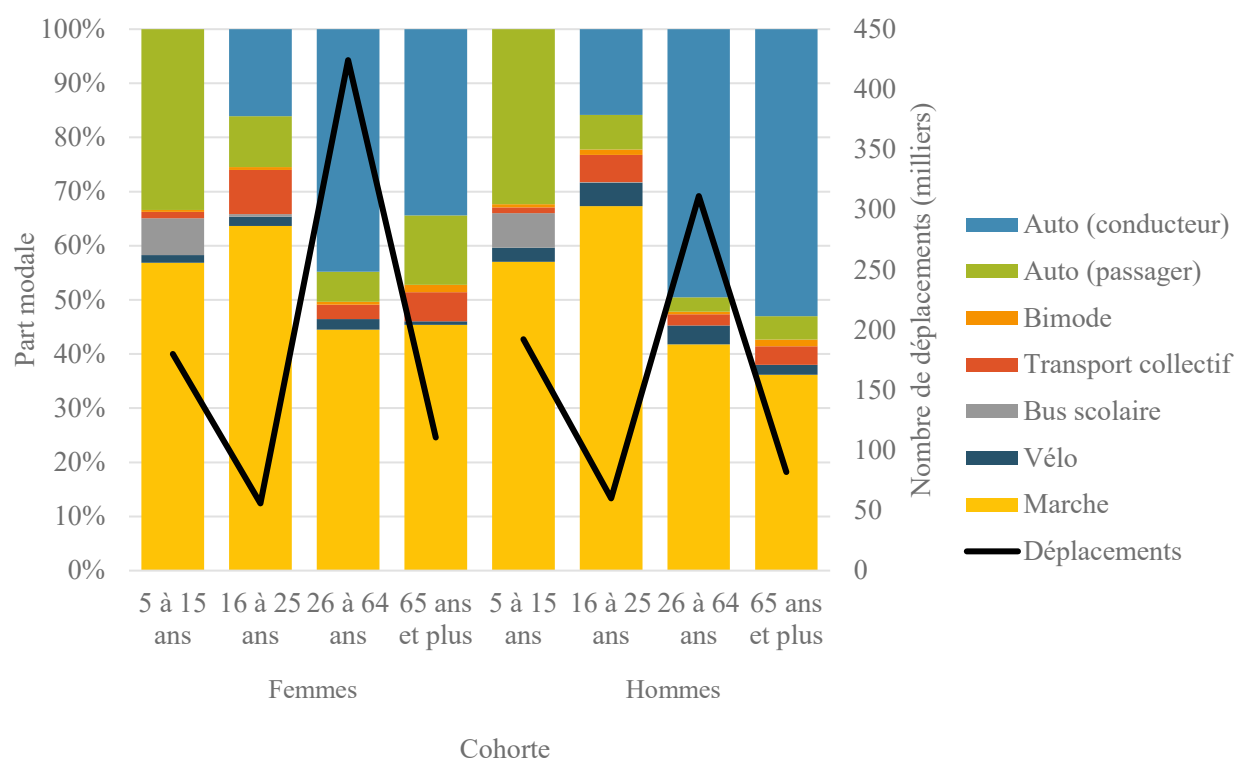 100%
90%
80%
70%
60%
50%
40%
30%
20%
10%
0%
Part modale
450
400
350
300
250
200
150
100
50
0
Nombre de déplacements (milliers)
5 à 15 ans
16 à 25 ans
26 à 64 ans
65 ans et plus
5 à 15 ans
16 à 25 ans
26 à 64 ans
65 ans et plus
Femmes
Hommes
Cohorte
Auto (conducteur)
Auto (passager)
Bimode
Transport collectif
Bus scolaire
Vélo
Marche
Déplacements